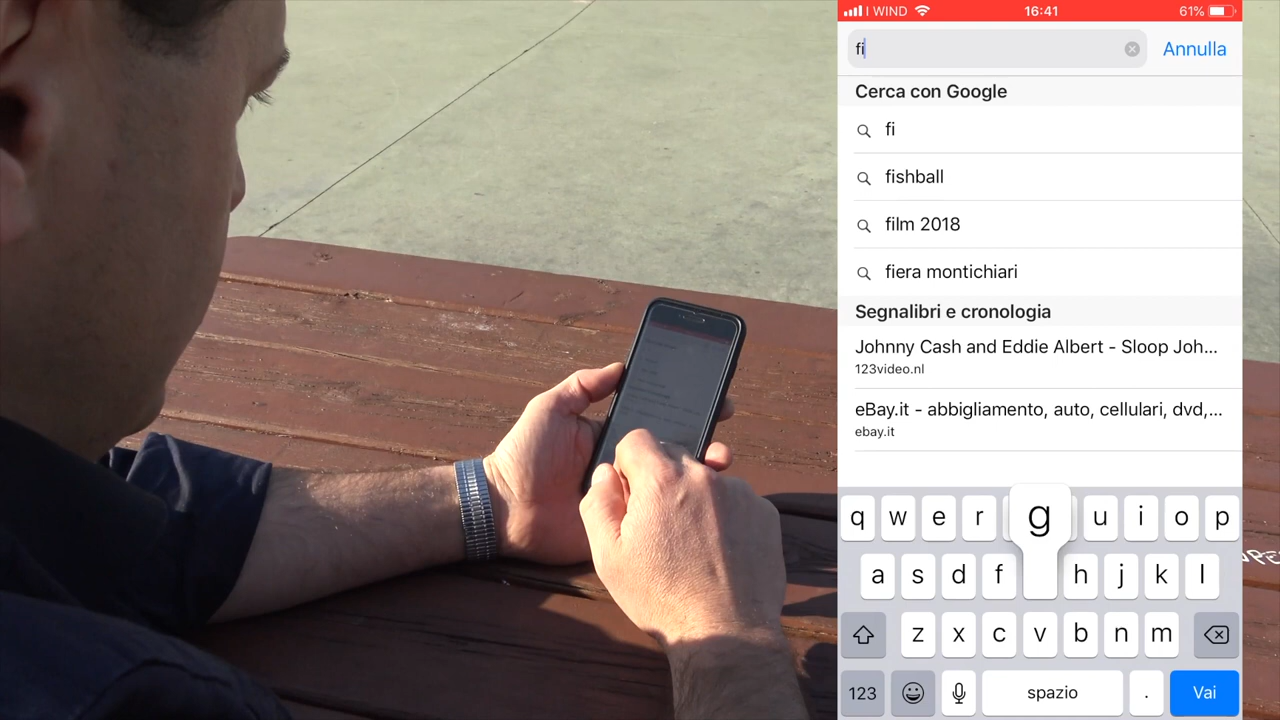 I WIND 16:41 61%
fi Annulla
Cerca con Google
fi
fishball
film 2018
fiera montichiari
Segnalibri e cronologia
Johnny Cash and Eddie Albert - Sloop Joh...
123video.nl
eBay.it - abbigliamento, auto, cellulari, dvd,...
ebay.it
q w e r g u i o p
a s d f h j k l
z x c v b n m
123 spazio . Vai